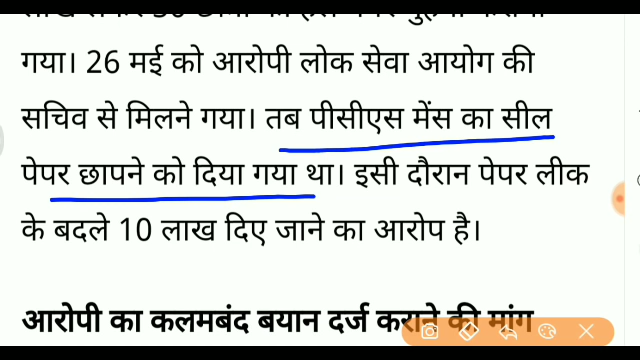 गया। 26 मई को आरोपी लोक सेवा आयोग की
सचिव से मिलने गया। तब पीसीएस मेंस का सील
पेपर छापने को दिया गया था। इसी दौरान पेपर लीक
के बदले 10 लाख दिए जाने का आरोप है।
आरोपी का कलमबंद बयान दर्ज कराने की मांग